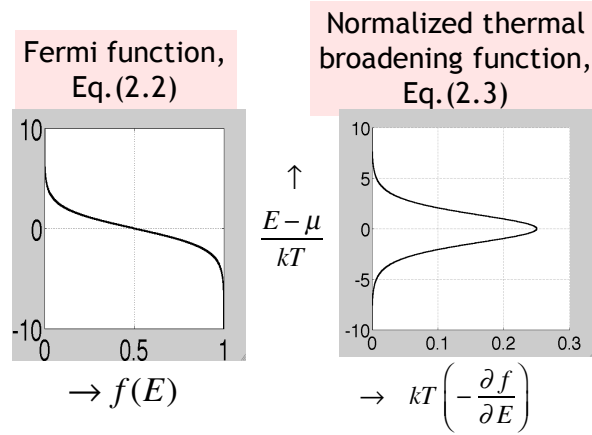 Fermi function,
Eq.(2.2)
Normalized thermal
broadening function,
Eq.(2.3)
10
0
-10
0 0.5 1
→ f(E)
↑
E − μ
kT
10
5
0
-5
-10
0 0.1 0.2 0.3
→ kT(−∂f/∂E)